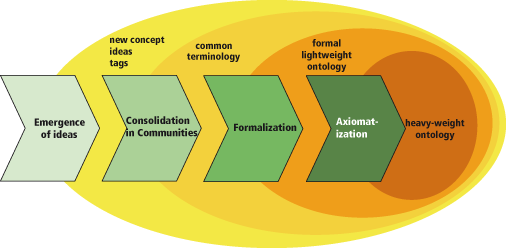 new concept
ideas
tags
common
terminology
formal
lightweight
ontology
Emergence
of ideas
Consolidation
in Communities
Formalization
Axiomat-
ization
heavy-weight
ontology